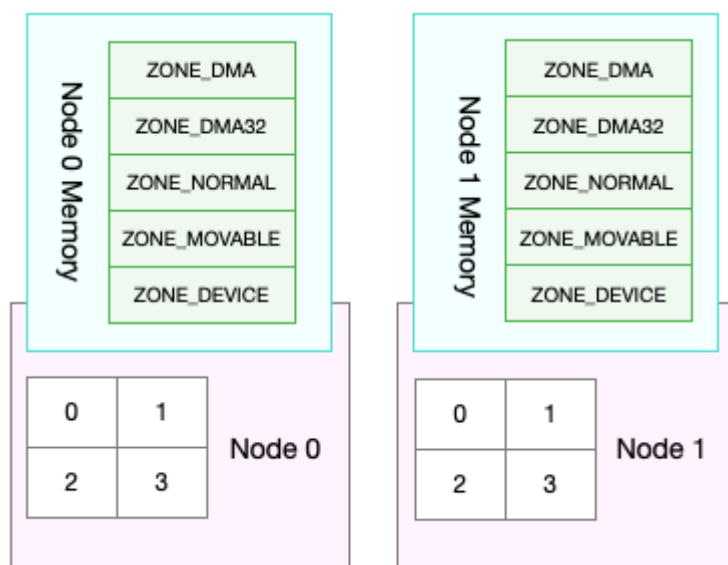 Node 0 Memory
ZONE_DMA
ZONE_DMA32
ZONE_NORMAL
ZONE_MOVABLE
ZONE_DEVICE
0 1
2 3
Node 0
Node 1 Memory
ZONE_DMA
ZONE_DMA32
ZONE_NORMAL
ZONE_MOVABLE
ZONE_DEVICE
0 1
2 3
Node 1